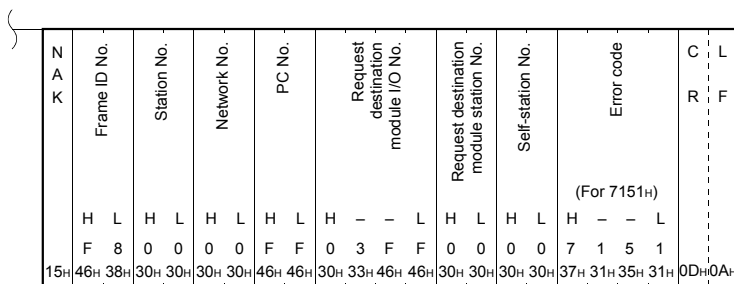 N A K
Frame ID No.
Station No.
Network No.
PC No.
Request destination module I/O No.
Request destination module station No.
Self-station No.
Error code
(For 7151H)
C R
L F
H L H L H L H L H – – L H L H L H – – L
F 8 0 0 0 0 F F 0 3 F F 0 0 0 0 7 1 5 1
15H 46H 38H 30H 30H 30H 30H 46H 46H 30H 33H 46H 46H 30H 30H 30H 30H 37H 31H 35H 31H 0DH 0AH